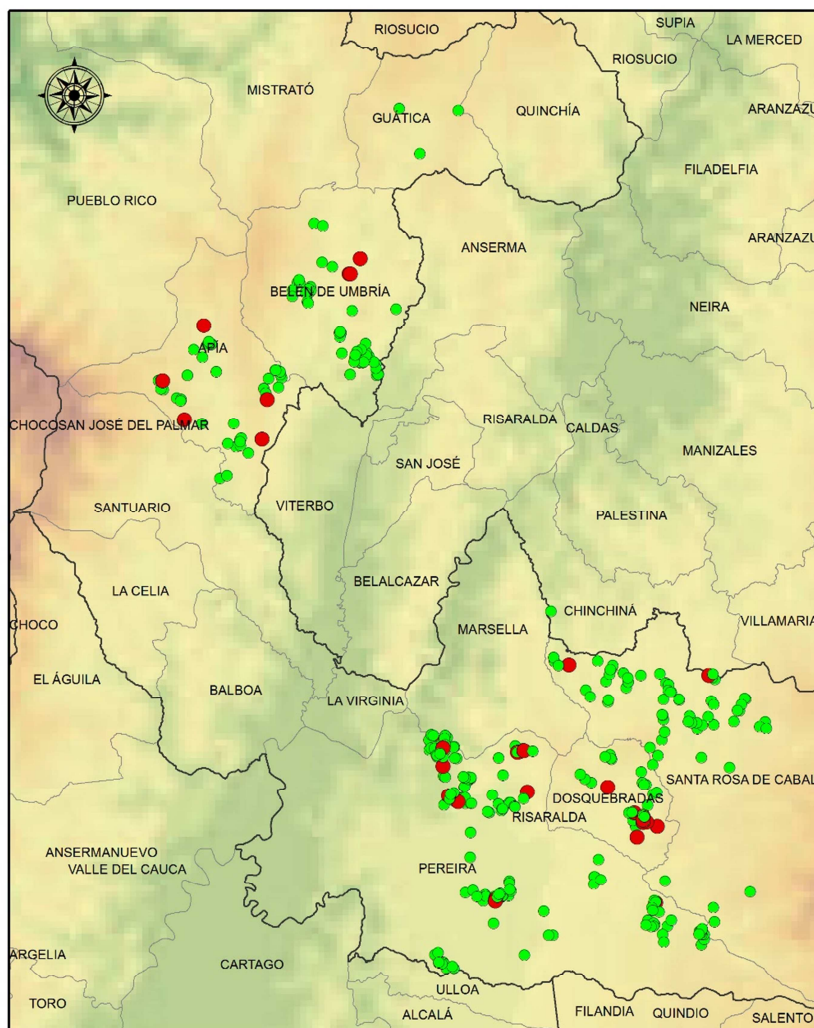 RIOSUCIO
SUPIA
LA MERCED
RIOSUCIO
MISTRATÓ
GUÁTICA
QUINCHÍA
ARANZAZU
FILADELFIA
PUEBLO RICO
ANSERMA
ARANZAZU
BELÉN DE UMBRÍA
NEIRA
APÍA
RISARALDA
CALDAS
CHOCOSAN JOSÉ DEL PALMAR
MANIZALES
SAN JOSÉ
SANTUARIO
VITERBO
PALESTINA
BELALCAZAR
LA CELIA
CHINCHINÁ
VILLAMARIA
CHOCO
MARSELLA
EL ÁGUILA
BALBOA
LA VIRGINIA
SANTA ROSA DE CABAL
DOSQUEBRADAS
RISARALDA
ANSERMANUEVO
VALLE DEL CAUCA
PEREIRA
ARGELIA
CARTAGO
ULLOA
TORO
ALCALÁ
FILANDIA
QUINDIO
SALENTO